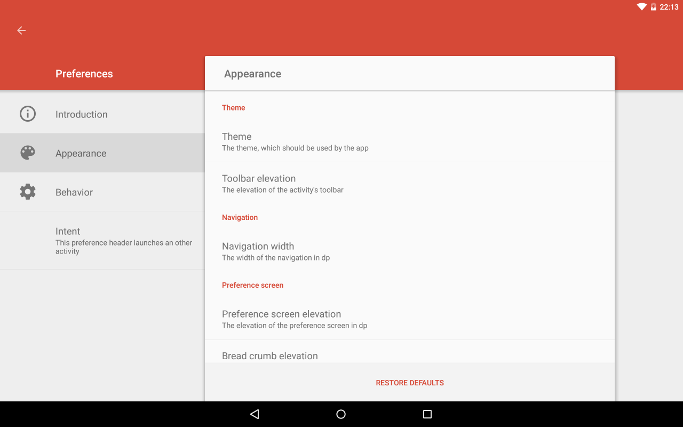 22:13
Preferences
Introduction
Appearance
Behavior
Intent
This preference header launches an other
activity
Appearance
Theme
Theme
The theme, which should be used by the app
Toolbar elevation
The elevation of the activity's toolbar
Navigation
Navigation width
The width of the navigation in dp
Preference screen
Preference screen elevation
The elevation of the preference screen in dp
Bread crumb elevation
RESTORE DEFAULTS